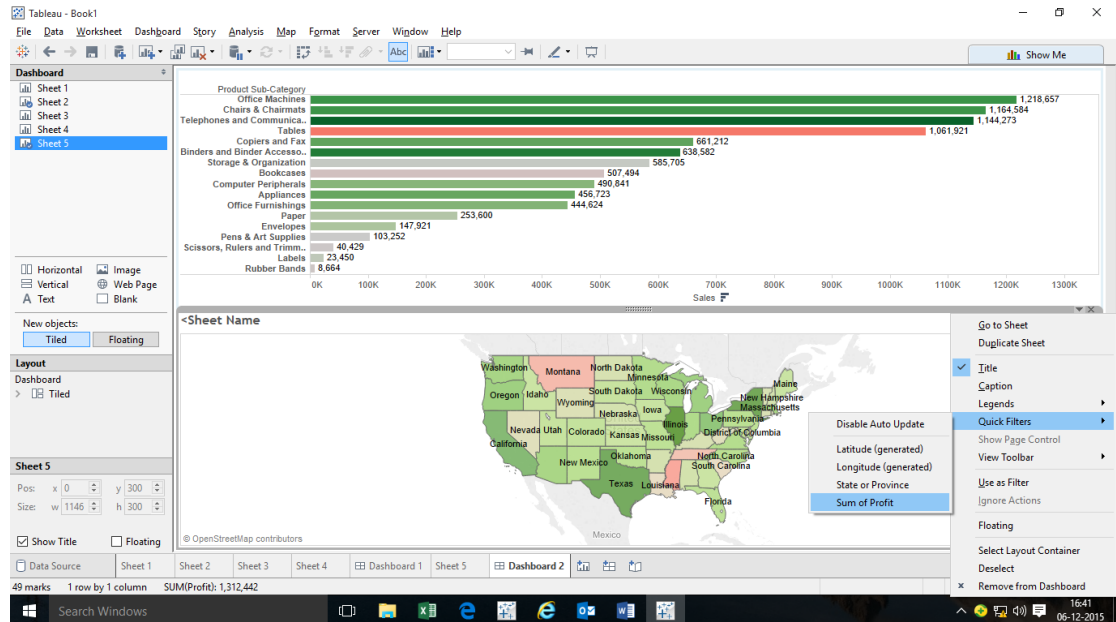 Tableau - Book1
File Data Worksheet Dashboard Story Analysis Map Format Server Window Help
Abc
Show Me
Dashboard
Sheet 1
Sheet 2
Sheet 3
Sheet 4
Sheet 5
Horizontal Image
Vertical Web Page
A Text Blank
New objects:
Tiled Floating
Layout
Dashboard
Tiled
Sheet 5
Pos: x 0 y 300
Size: w 1146 h 300
Show Title Floating
Product Sub-Category
Office Machines 1,218,657
Chairs & Chairmats 1,164,584
Telephones and Communica.. 1,144,273
Tables 1,061,921
Copiers and Fax 661,212
Binders and Binder Accesso.. 638,582
Storage & Organization 585,705
Bookcases 507,494
Computer Peripherals 490,841
Appliances 456,723
Office Furnishings 444,624
Paper 253,600
Envelopes 147,921
Pens & Art Supplies 103,252
Scissors, Rulers and Trimm.. 40,429
Labels 23,450
Rubber Bands 8,664
0K 100K 200K 300K 400K 500K 600K 700K 800K 900K 1000K 1100K 1200K 1300K
Sales
<Sheet Name
Washington Montana North Dakota Minnesota Maine
Oregon Idaho South Dakota Wisconsin New Hampshire
Wyoming Nebraska Iowa Massachusetts
Nevada Utah Colorado Kansas Missouri Illinois Pennsylvania District of Columbia
California
New Mexico Oklahoma North Carolina
South Carolina
Texas Louisiana
Florida
Mexico
© OpenStreetMap contributors
Go to Sheet
Duplicate Sheet
Title
Caption
Legends
Quick Filters
Show Page Control
View Toolbar
Use as Filter
Ignore Actions
Floating
Select Layout Container
Deselect
Remove from Dashboard
Disable Auto Update
Latitude (generated)
Longitude (generated)
State or Province
Sum of Profit
Data Source Sheet 1 Sheet 2 Sheet 3 Sheet 4 Dashboard 1 Sheet 5 Dashboard 2
49 marks 1 row by 1 column SUM(Profit): 1,312,442
Search Windows
16:41
06-12-2015